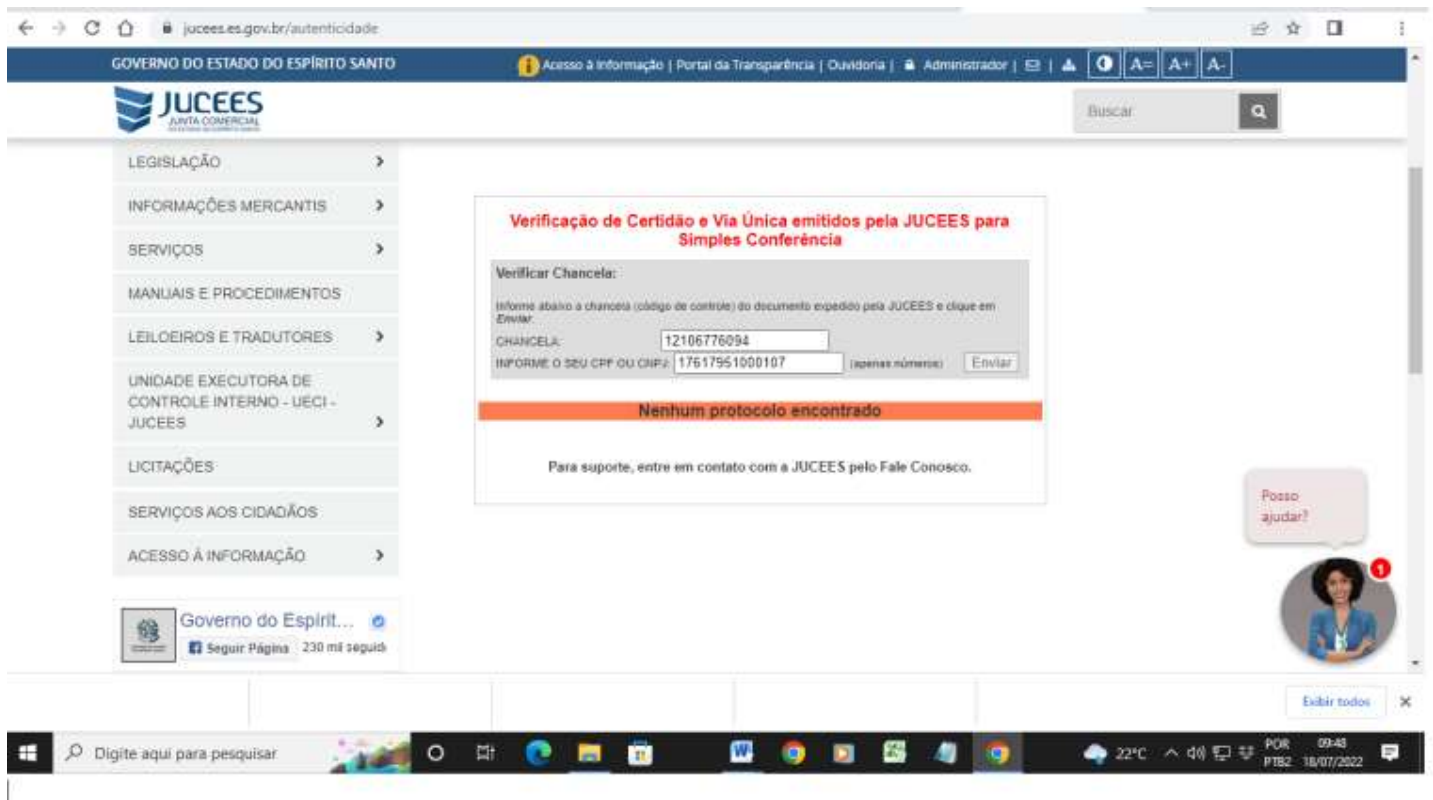 jucees.es.gov.br/autenticidade
GOVERNO DO ESTADO DO ESPÍRITO SANTO
Acesso à Informação | Portal da Transparência | Ouvidoria | Administrador | | A= A+ A-
JUCEES
JUNTA COMERCIAL
Buscar
LEGISLAÇÃO
INFORMAÇÕES MERCANTIS
SERVIÇOS
MANUAIS E PROCEDIMENTOS
LEILOEIROS E TRADUTORES
UNIDADE EXECUTORA DE
CONTROLE INTERNO - UECI -
JUCEES
LICITAÇÕES
SERVIÇOS AOS CIDADÃOS
ACESSO À INFORMAÇÃO
Governo do Espírit...
Seguir Página 230 mil seguid
Verificação de Certidão e Via Única emitidos pela JUCEES para
Simples Conferência
Verificar Chancela:
Informe abaixo a chancela (código de controle) do documento expedido pela JUCEES e clique em
Enviar.
CHANCELA: 12106776094
INFORME O SEU CPF OU CNPJ: 17617951000107 (apenas números) Enviar
Nenhum protocolo encontrado
Para suporte, entre em contato com a JUCEES pelo Fale Conosco.
Posso
ajudar?
1
Exibir todos
Digite aqui para pesquisar
22°C
POR
PTB2
09:48
18/07/2022